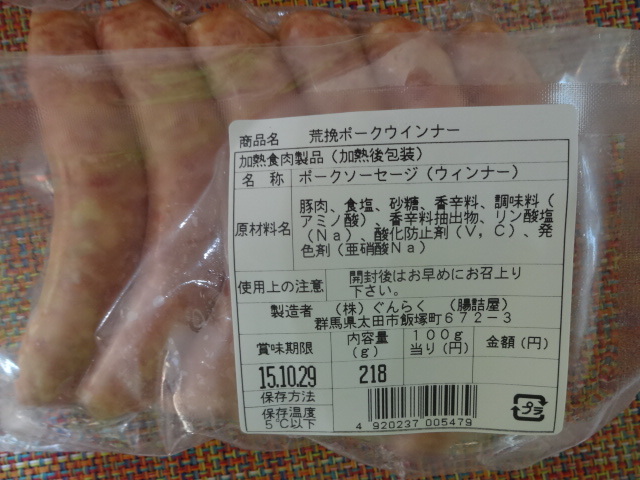 商品名 荒挽ポークウインナー
加熱食肉製品（加熱後包装）
名 称 ポークソーセージ（ウィンナー）
原材料名 豚肉、食塩、砂糖、香辛料、調味料（
アミノ酸）、香辛料抽出物、リン酸塩
（Na）、酸化防止剤（V，C）、発
色剤（亜硝酸Na）
使用上の注意 開封後はお早めにお召上り
下さい。
製造者 （株）ぐんらく （腸詰屋）
群馬県太田市飯塚町６７２－３
賞味期限 内容量（g） １００g当り（円） 金額（円）
15.10.29 218
保存方法
保存温度
5℃以下
4 920237 005479
プラ